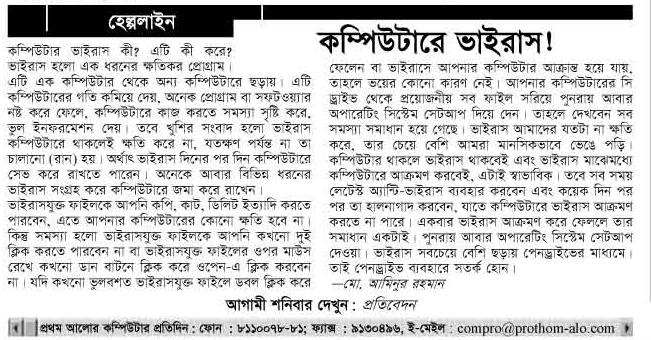 হেল্পলাইন
কম্পিউটারে ভাইরাস!
কম্পিউটার ভাইরাস কী? এটি কী করে?
ভাইরাস হলো এক ধরনের ক্ষতিকর প্রোগ্রাম।
এটি এক কম্পিউটার থেকে অন্য কম্পিউটারে ছড়ায়। এটি
কম্পিউটারের গতি কমিয়ে দেয়, অনেক প্রোগ্রাম বা সফটওয়্যার
নষ্ট করে ফেলে, কম্পিউটারে কাজ করতে সমস্যা সৃষ্টি করে,
ভুল ইনফরমেশন দেয়। তবে খুশির সংবাদ হলো ভাইরাস
কম্পিউটারে থাকলেই ক্ষতি করে না, যতক্ষণ পর্যন্ত না তা
চালানো (রান) হয়। অর্থাৎ ভাইরাস দিনের পর দিন কম্পিউটারে
সেভ করে রাখতে পারেন। অনেকে আবার বিভিন্ন ধরনের
ভাইরাস সংগ্রহ করে কম্পিউটারে জমা করে রাখেন।
ভাইরাসযুক্ত ফাইলকে আপনি কপি, কাট, ডিলিট ইত্যাদি করতে
পারবেন, এতে আপনার কম্পিউটারের কোনো ক্ষতি হবে না।
কিন্তু সমস্যা হলো ভাইরাসযুক্ত ফাইলকে আপনি কখনো দুই
ক্লিক করতে পারবেন না বা ভাইরাসযুক্ত ফাইলের ওপর মাউস
রেখে কখনো ডান বাটনে ক্লিক করে ওপেন-এ ক্লিক করবেন
না। যদি কখনো ভুলবশত ভাইরাসযুক্ত ফাইলে ডবল ক্লিক করে
ফেলেন বা ভাইরাসে আপনার কম্পিউটার আক্রান্ত হয়ে যায়,
তাহলে ভয়ের কোনো কারণ নেই। আপনার কম্পিউটারের সি
ড্রাইভ থেকে প্রয়োজনীয় সব ফাইল সরিয়ে পুনরায় আবার
অপারেটিং সিস্টেম সেটআপ দিয়ে দেন। তাহলে দেখবেন সব
সমস্যা সমাধান হয়ে গেছে। ভাইরাস আমাদের যতটা না ক্ষতি
করে, তার চেয়ে বেশি আমরা মানসিকভাবে ভেঙে পড়ি।
কম্পিউটার থাকলে ভাইরাস থাকবেই এবং ভাইরাস মাঝেমধ্যে
কম্পিউটারে আক্রমণ করবেই, এটাই স্বাভাবিক। তবে সব সময়
লেটেস্ট অ্যান্টি-ভাইরাস ব্যবহার করবেন এবং কয়েক দিন পর
পর তা হালনাগাদ করবেন, যাতে কম্পিউটারে ভাইরাস আক্রমণ
করতে না পারে। একবার ভাইরাস আক্রমণ করে ফেললে তার
সমাধান একটাই। পুনরায় আবার অপারেটিং সিস্টেম সেটআপ
দেওয়া। ভাইরাস সবচেয়ে বেশি ছড়ায় পেনড্রাইভের মাধ্যমে।
তাই পেনড্রাইভ ব্যবহারে সতর্ক হোন।
—মো. আমিনুর রহমান
আগামী শনিবার দেখুন : প্রতিবেদন
প্রথম আলোর কম্পিউটার প্রতিদিন : ফোন : ৮১১০০৭৮-৮১; ফ্যাক্স : ৯১৩০৪৯৬, ই-মেইল : compro@prothom-alo.com